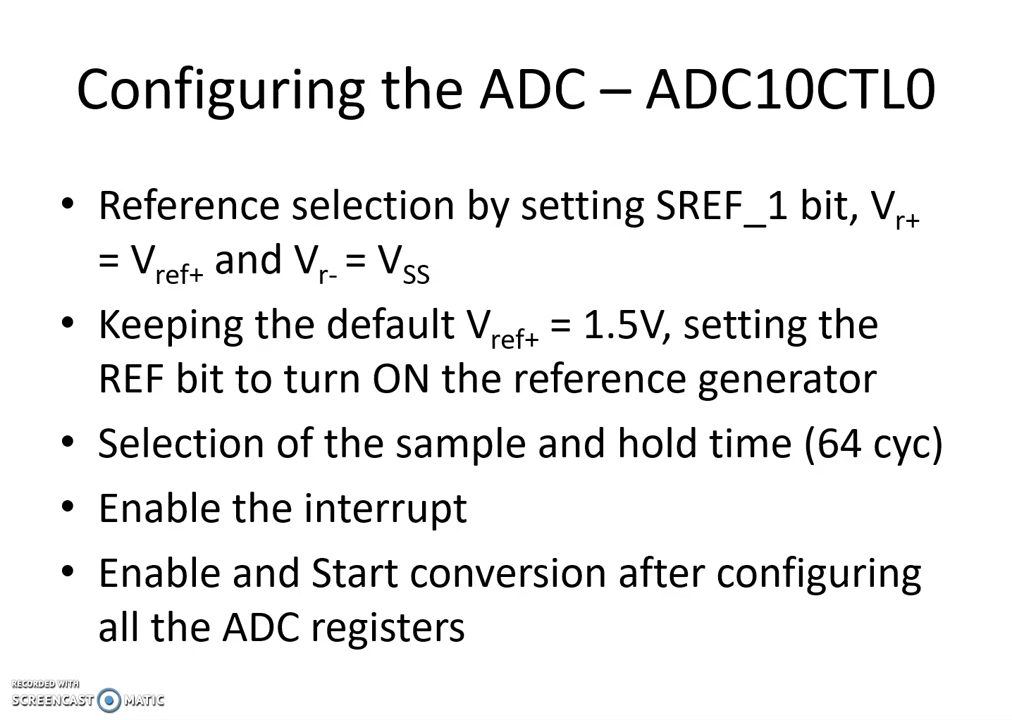 Configuring the ADC – ADC10CTL0
• Reference selection by setting SREF_1 bit, Vr+
= Vref+ and Vr- = VSS
• Keeping the default Vref+ = 1.5V, setting the
REF bit to turn ON the reference generator
• Selection of the sample and hold time (64 cyc)
• Enable the interrupt
• Enable and Start conversion after configuring
all the ADC registers
RECORDED WITH
SCREENCAST MATIC